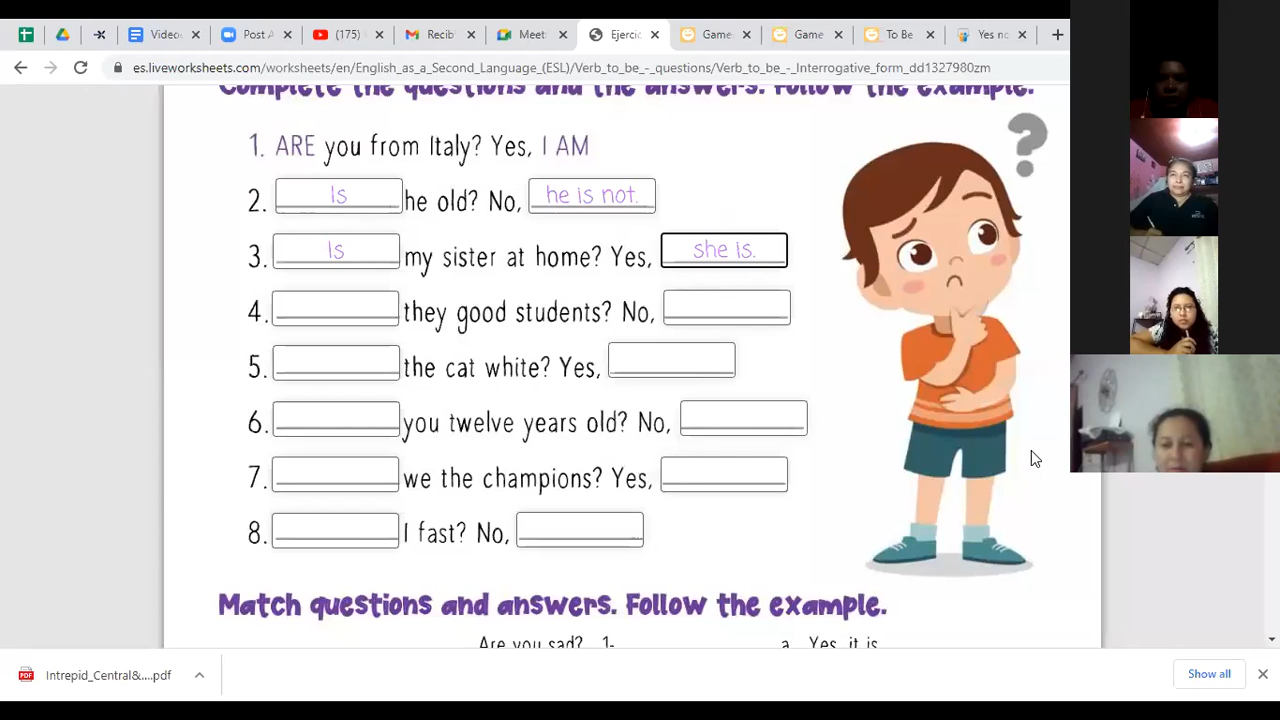 Video
Post A
(175)
Recib
Meet
Ejerci
Game
Game
To Be
Yes no
es.liveworksheets.com/worksheets/en/English_as_a_Second_Language_(ESL)/Verb_to_be_-_questions/Verb_to_be_-_Interrogative_form_dd1327980zm
Complete the questions and the answers. Follow the example.
1. ARE you from Italy? Yes, I AM
2. Is he old? No, he is not.
3. Is my sister at home? Yes, she is.
4. they good students? No,
5. the cat white? Yes,
6. you twelve years old? No,
7. we the champions? Yes,
8. I fast? No,
Match questions and answers. Follow the example.
Are you sad? 1- a. Yes, it is
Intrepid_Central&....pdf
Show all